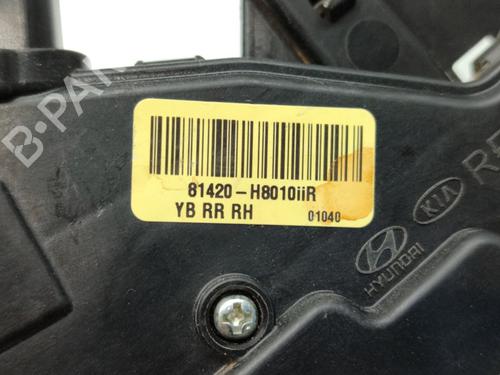 B-PA
81420-H8010iiR
YB RR RH 01040
KIA
HYUNDAI